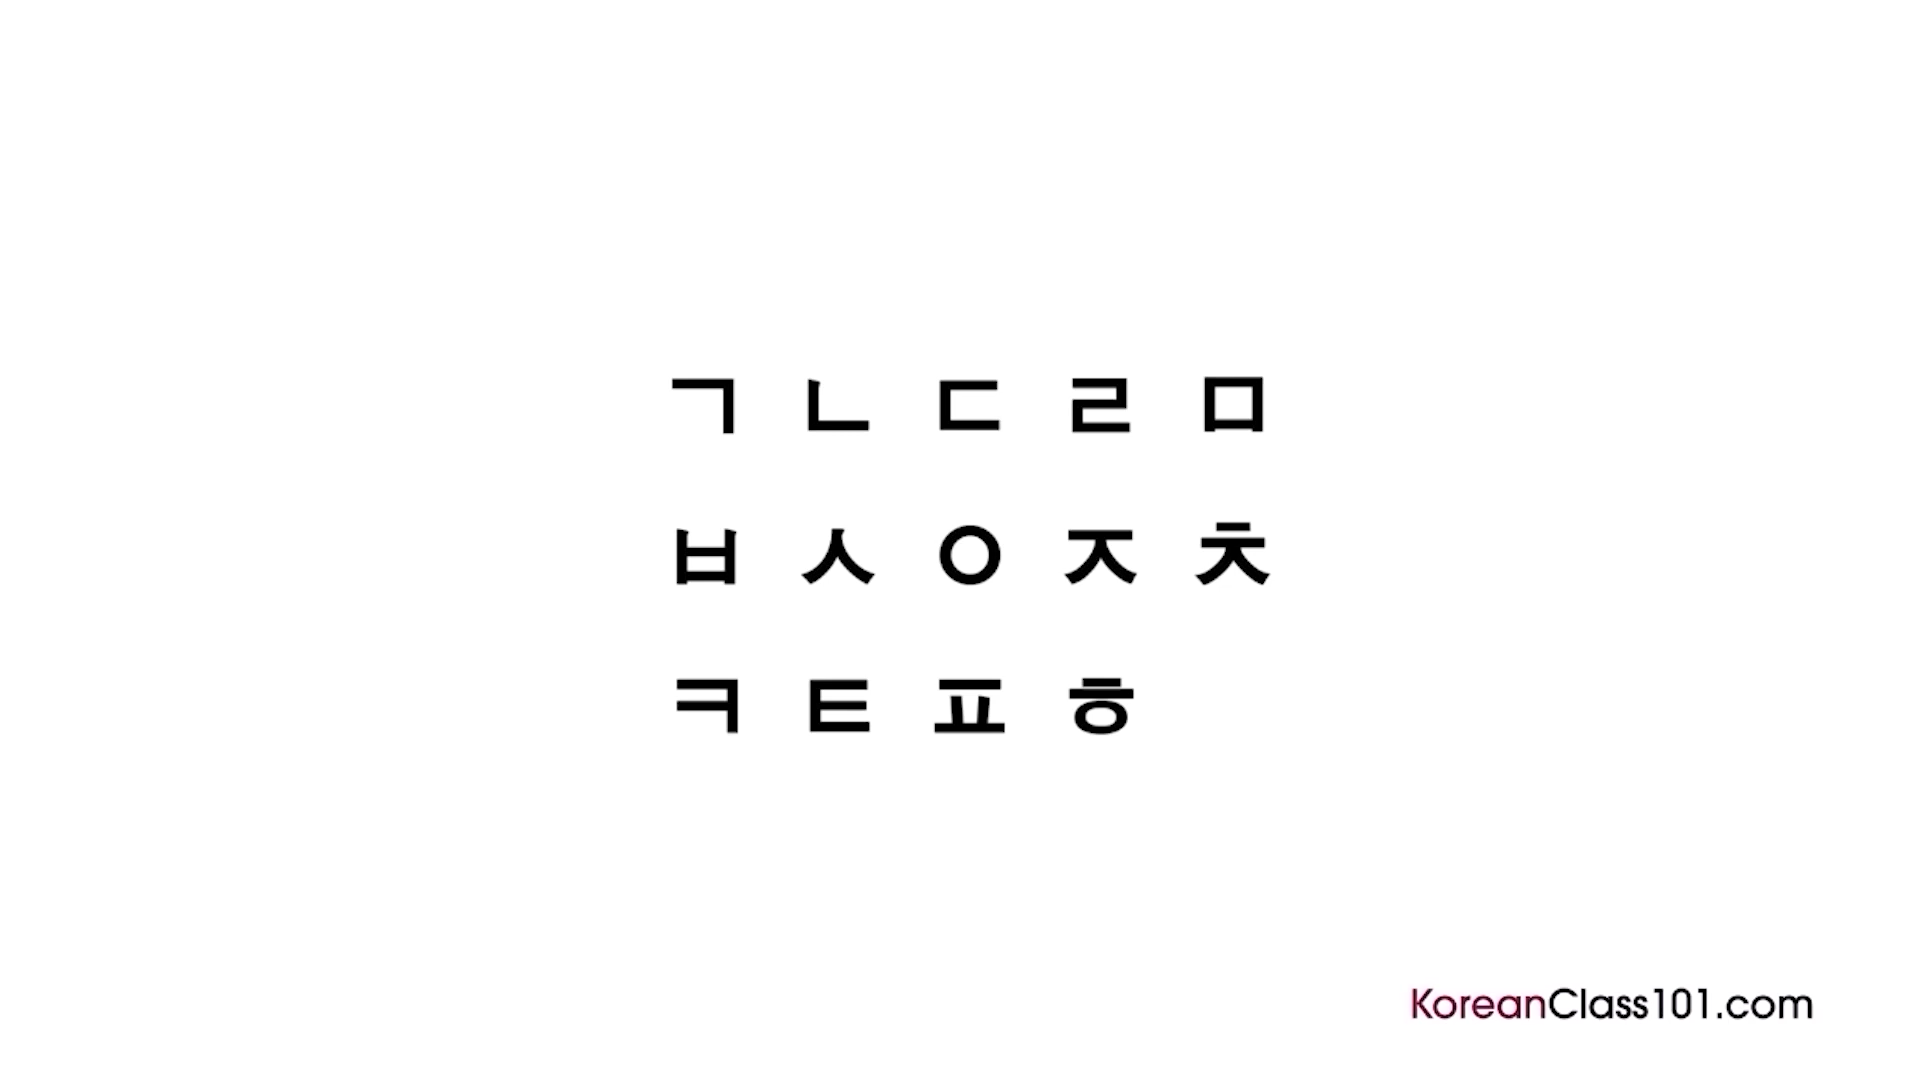 ㄱ ㄴ ㄷ ㄹ ㅁ
ㅂ ㅅ ㅇ ㅈ ㅊ
ㅋ ㅌ ㅍ ㅎ
KoreanClass101.com